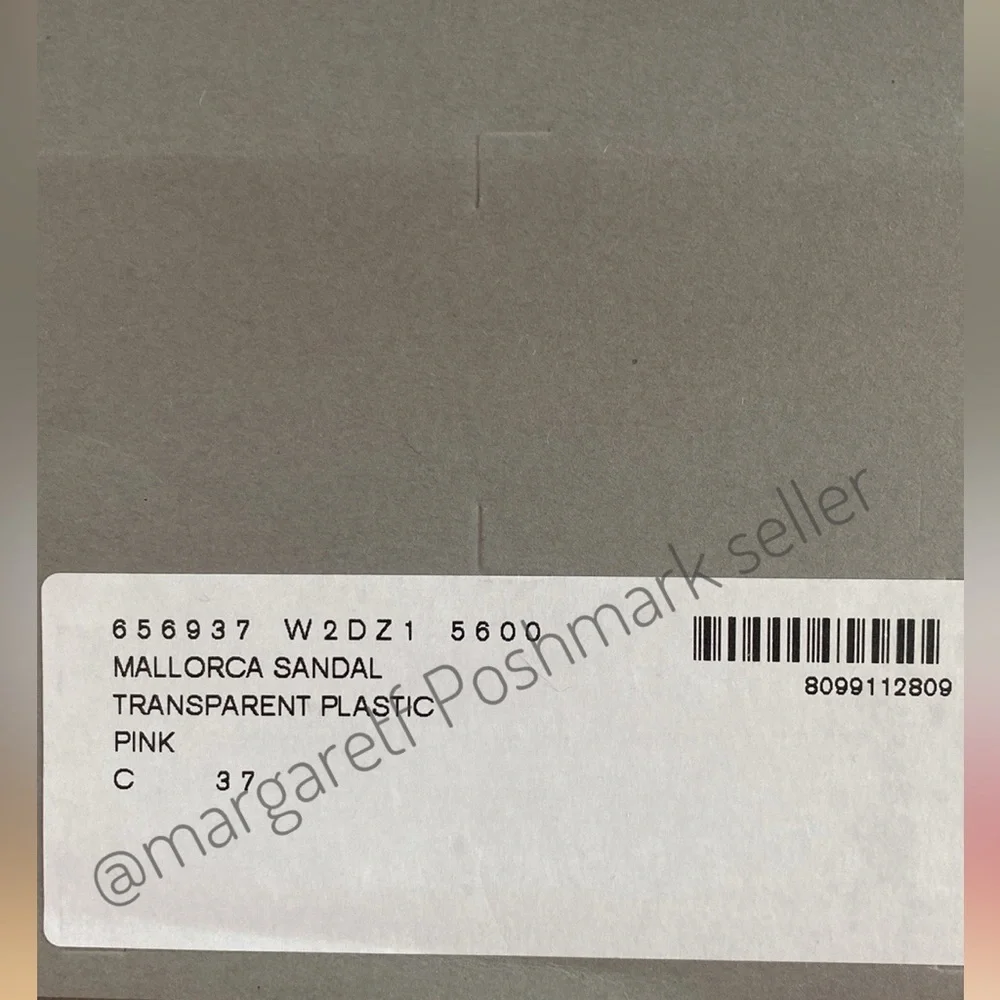 656937 W2DZ1 5600
MALLORCA SANDAL
TRANSPARENT PLASTIC
PINK
C 37
8099112809
@margaretf Poshmark seller